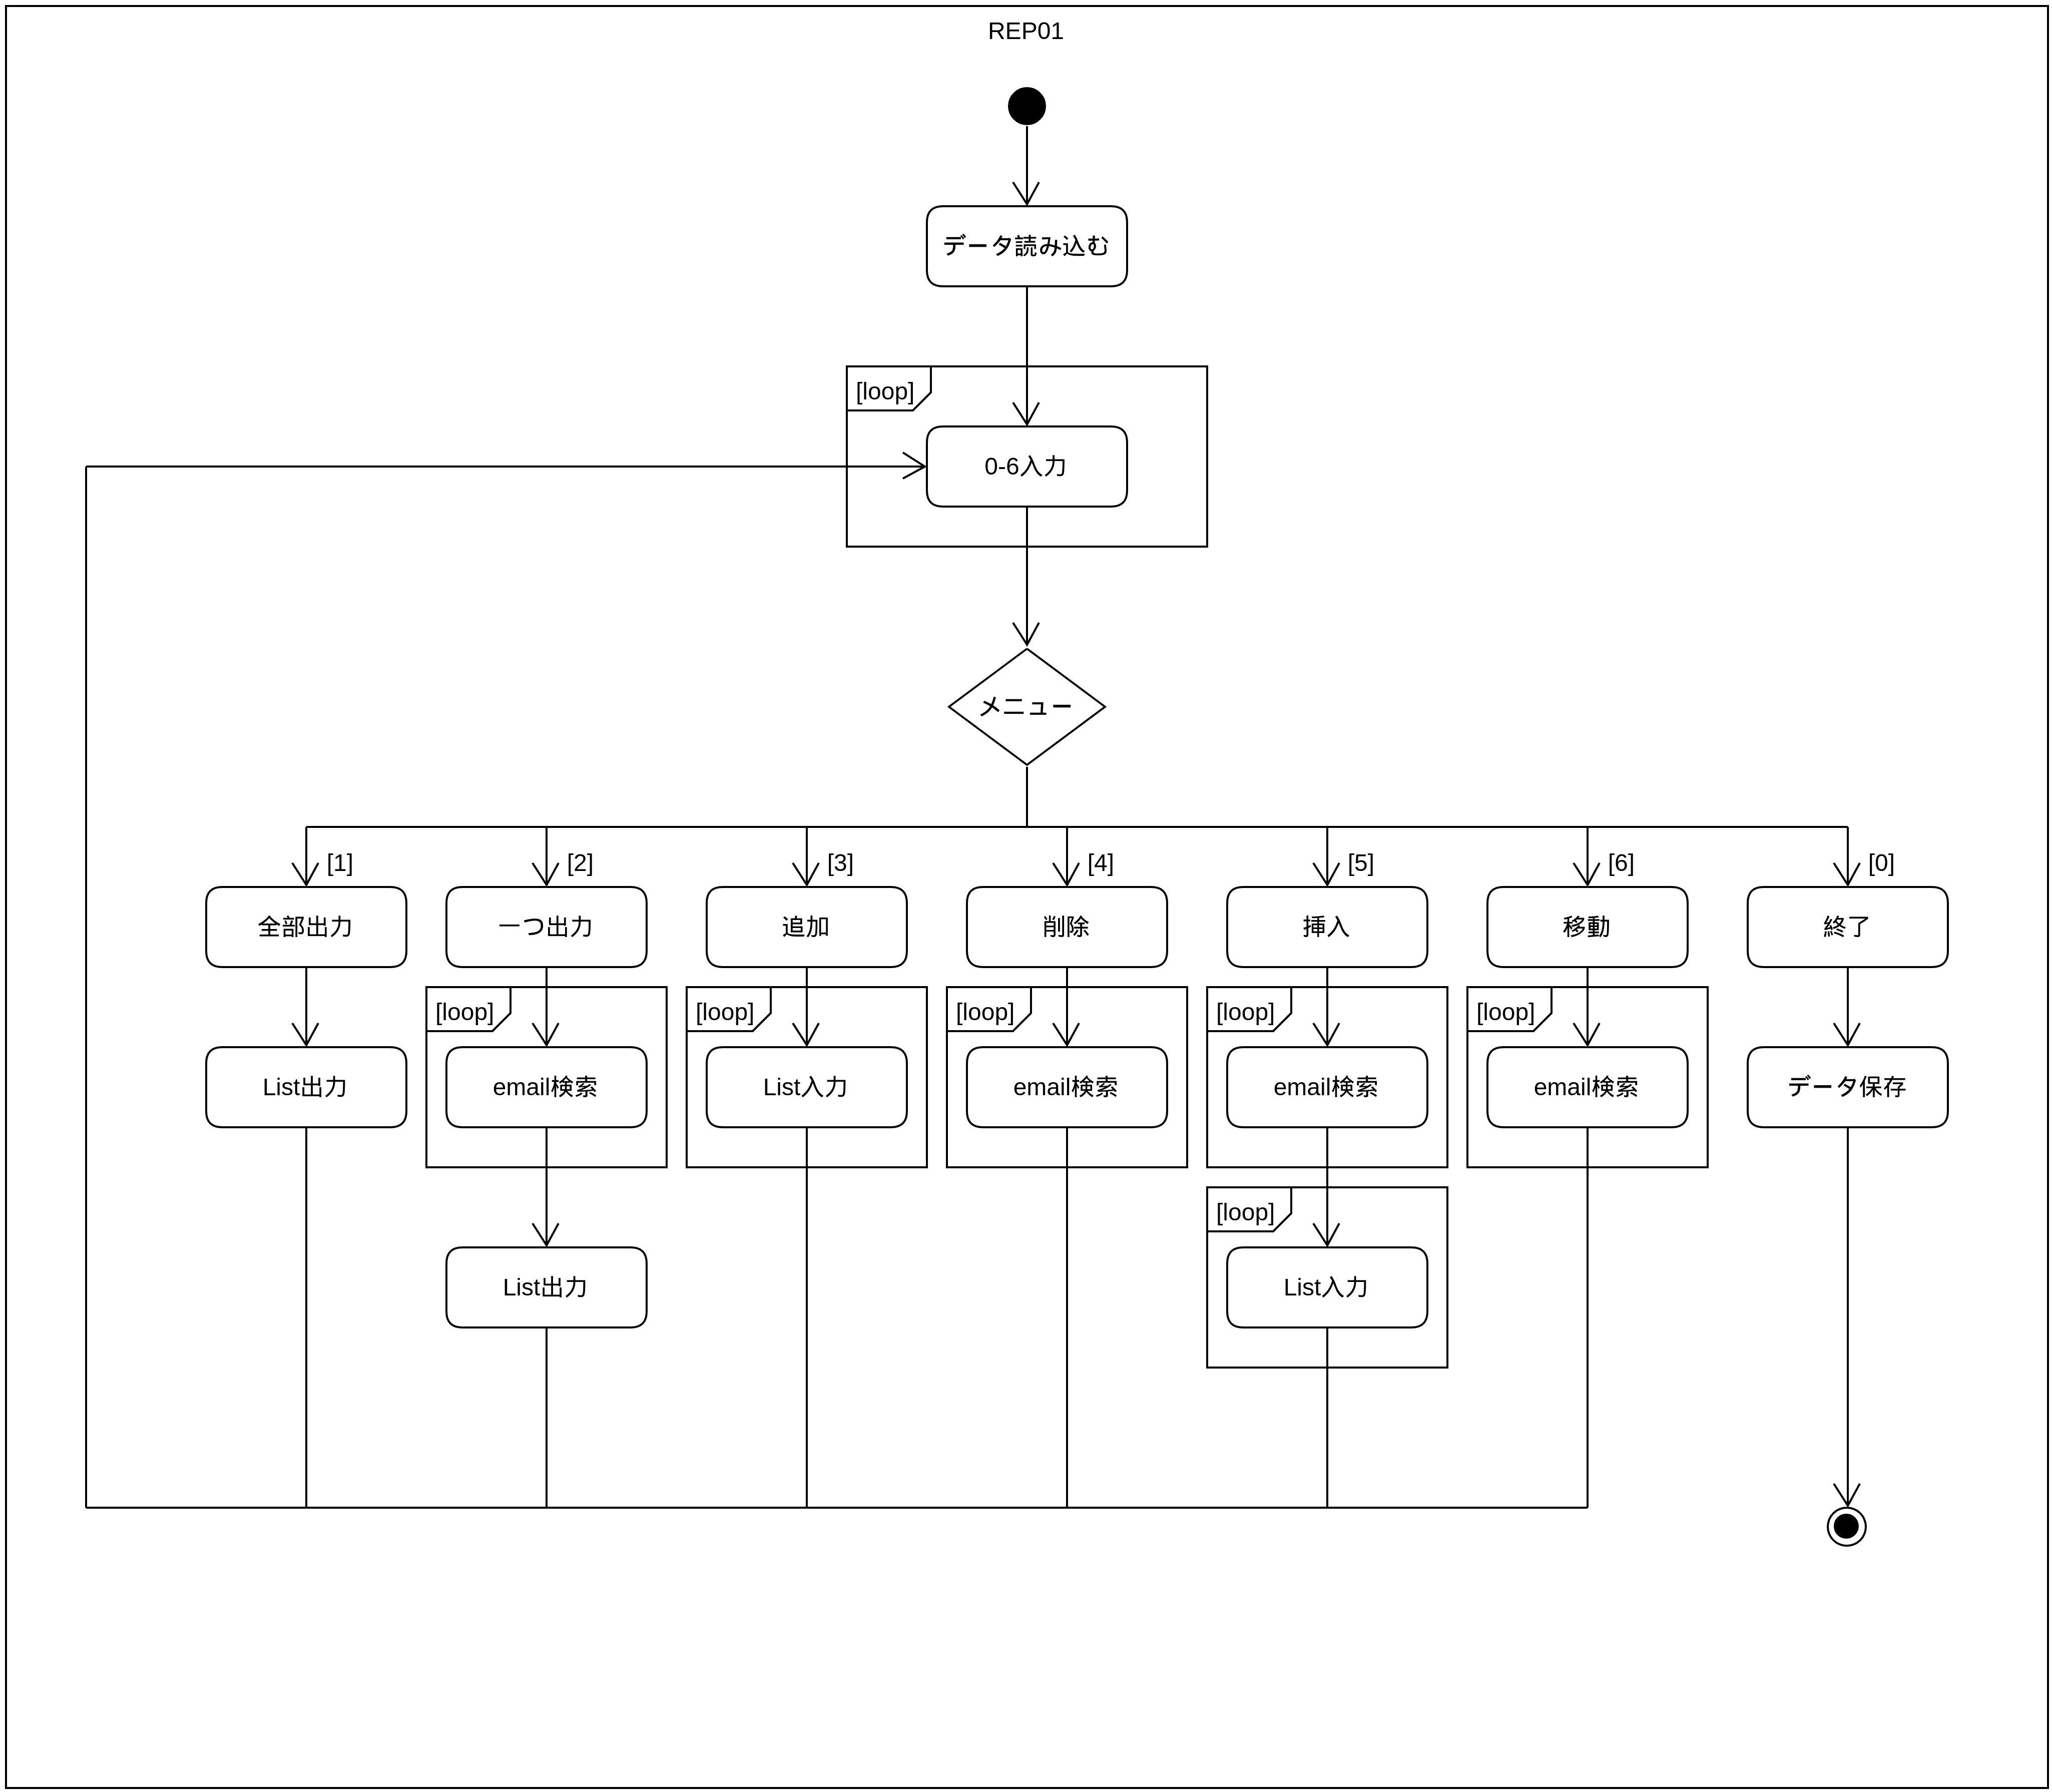 REP01
データ読み込む
[loop]
0-6入力
メニュー
[1]
[2]
[3]
[4]
[5]
[6]
[0]
全部出力
一つ出力
追加
削除
挿入
移動
終了
[loop]
[loop]
[loop]
[loop]
[loop]
List出力
email検索
List入力
email検索
email検索
email検索
データ保存
[loop]
List出力
List入力